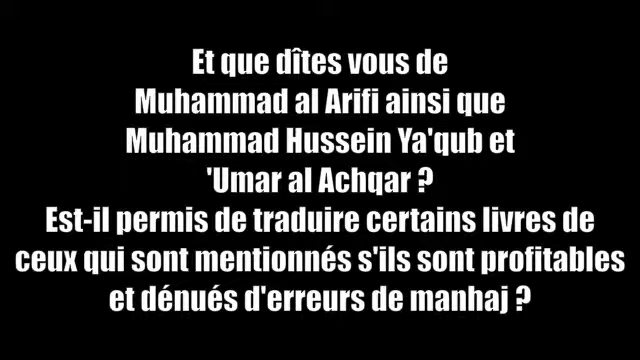 Et que dîtes vous de
Muhammad al Arifi ainsi que
Muhammad Hussein Ya'qub et
'Umar al Achqar ?
Est-il permis de traduire certains livres de
ceux qui sont mentionnés s'ils sont profitables
et dénués d'erreurs de manhaj ?